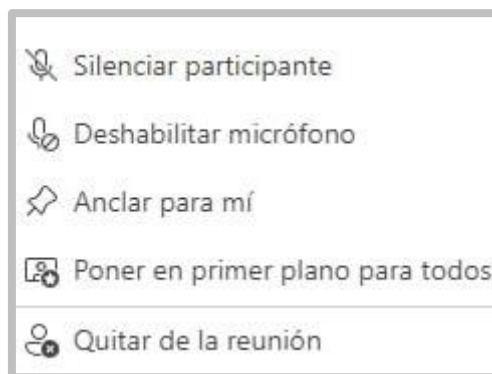 Silenciar participante
Deshabilitar micrófono
Anclar para mí
Poner en primer plano para todos
Quitar de la reunión